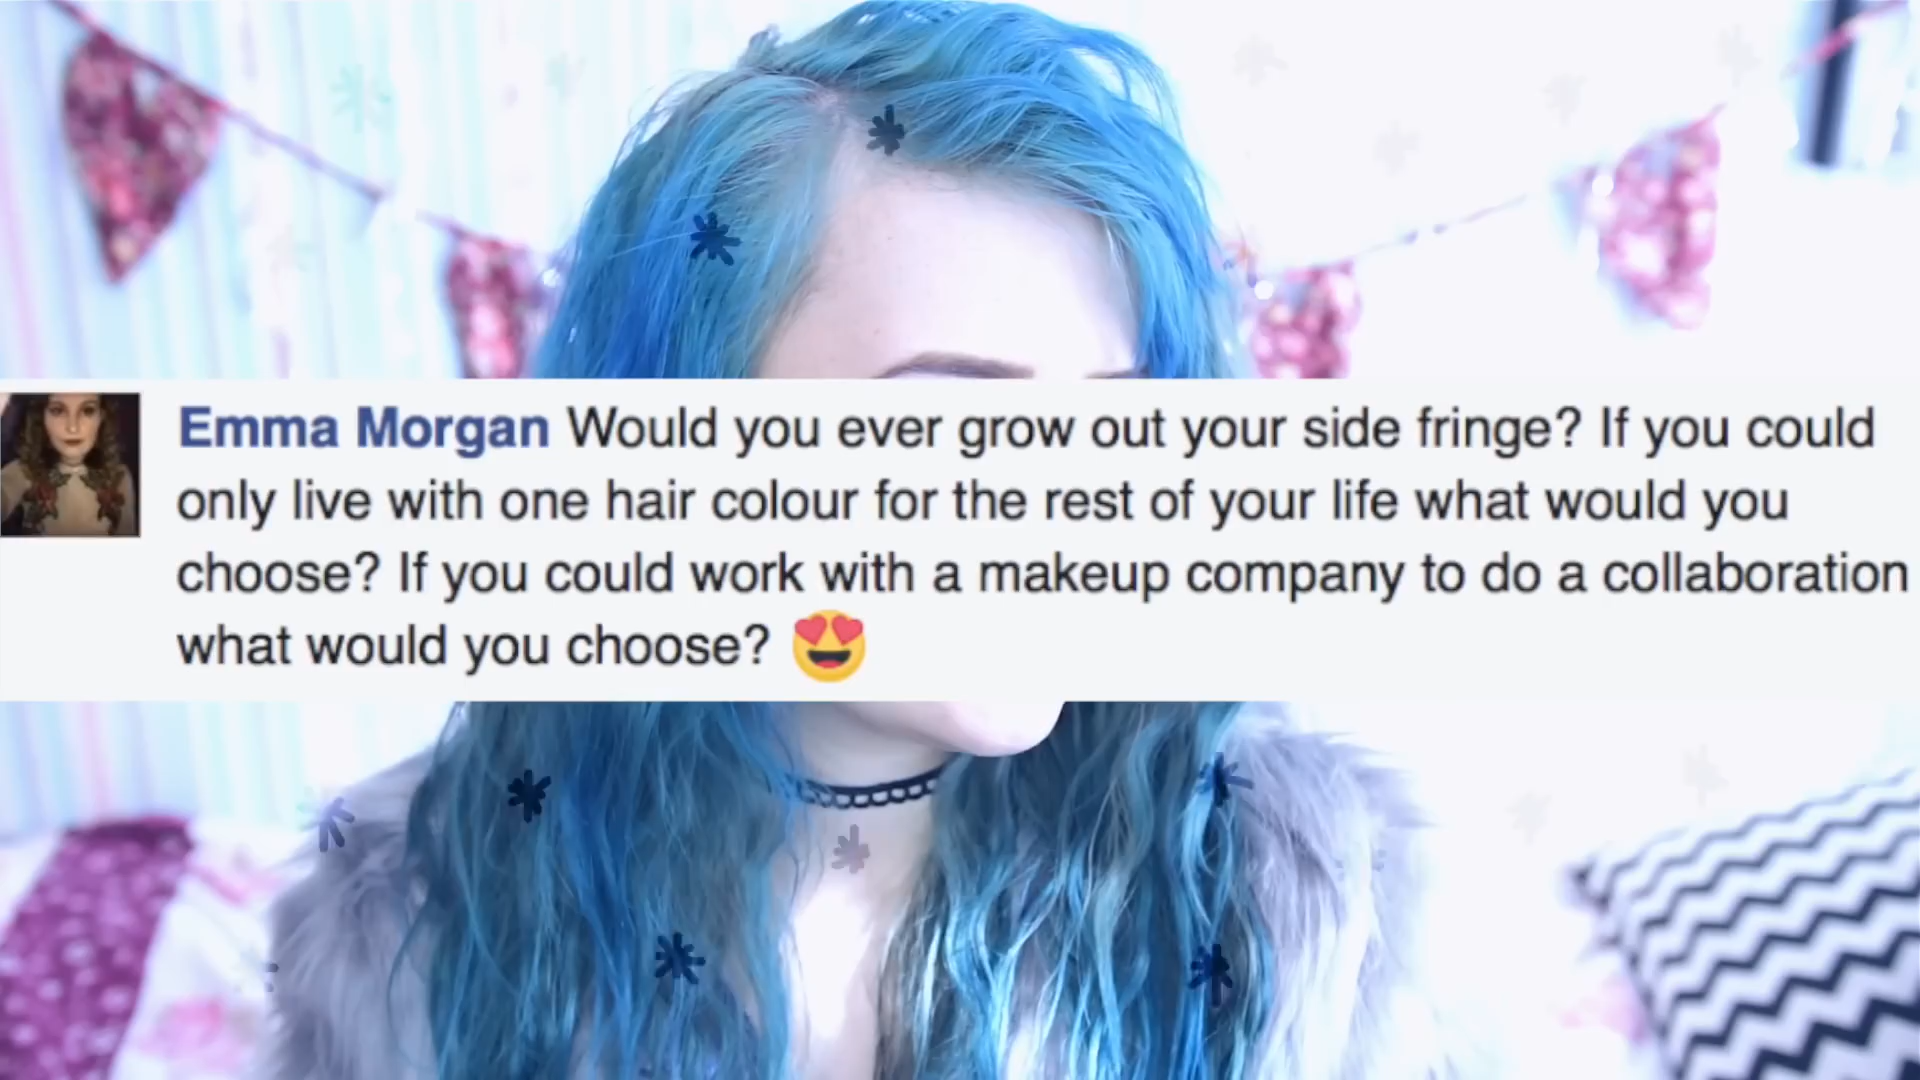 Emma Morgan Would you ever grow out your side fringe? If you could
only live with one hair colour for the rest of your life what would you
choose? If you could work with a makeup company to do a collaboration
what would you choose? 😍